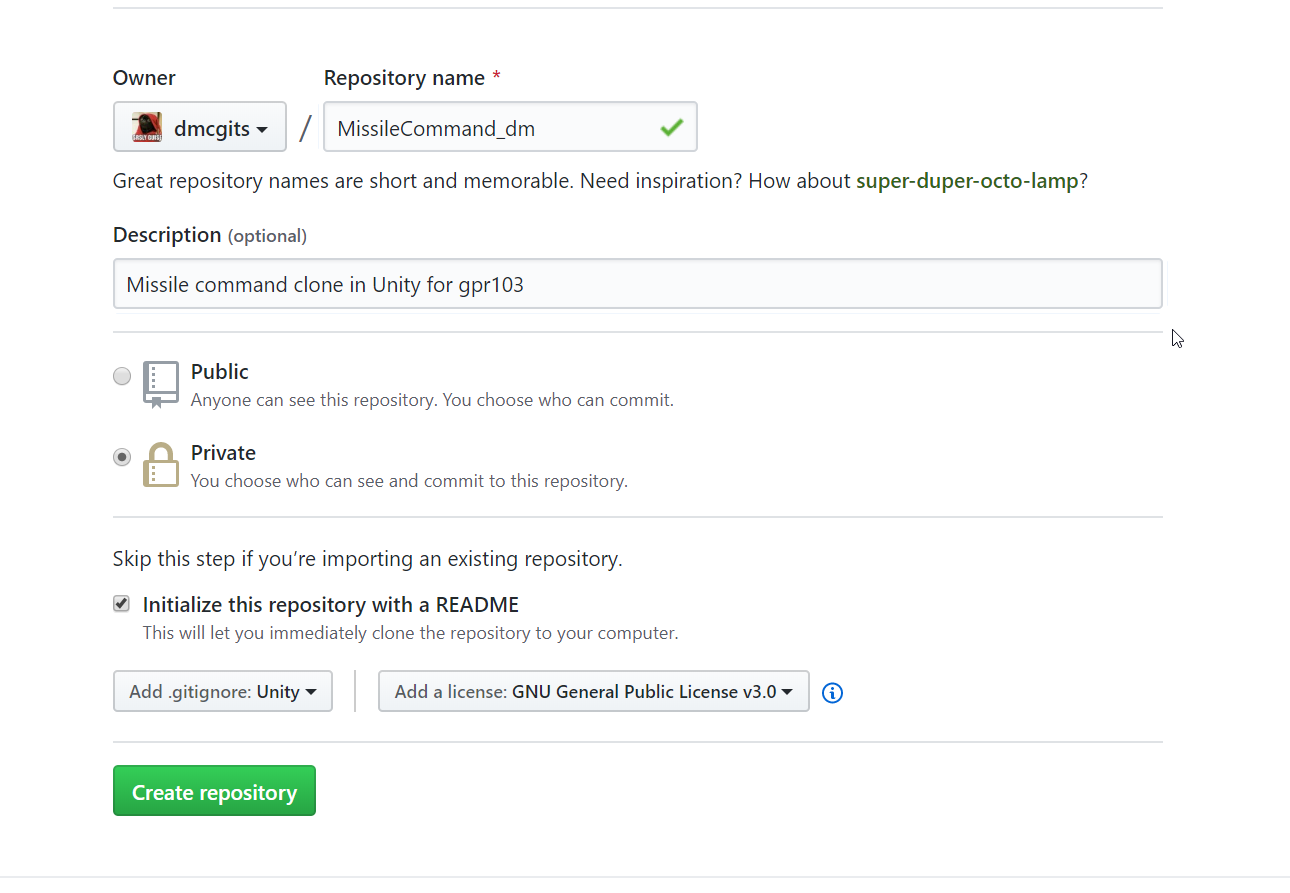 Owner
Repository name *
dmcgits / MissileCommand_dm
Great repository names are short and memorable. Need inspiration? How about super-duper-octo-lamp?
Description (optional)
Missile command clone in Unity for gpr103
Public
Anyone can see this repository. You choose who can commit.
Private
You choose who can see and commit to this repository.
Skip this step if you’re importing an existing repository.
Initialize this repository with a README
This will let you immediately clone the repository to your computer.
Add .gitignore: Unity
Add a license: GNU General Public License v3.0
Create repository